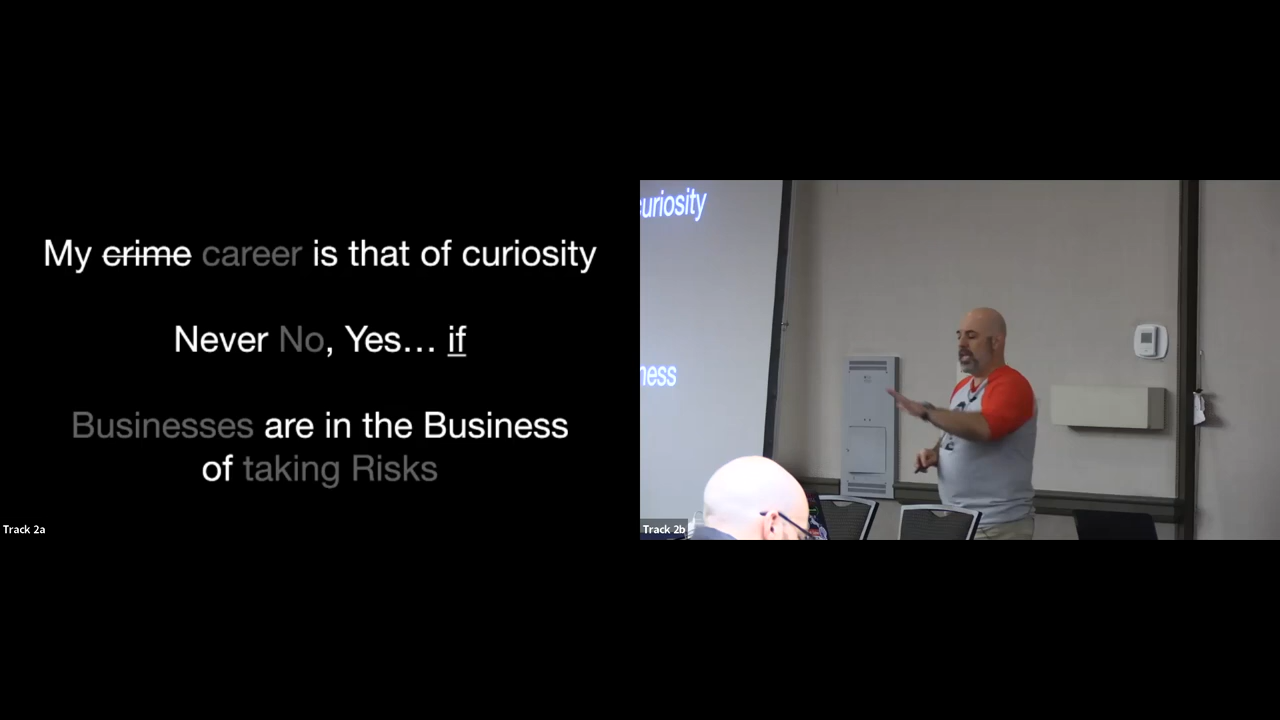 My crime career is that of curiosity
Never No, Yes… if
Businesses are in the Business
of taking Risks
Track 2a
curiosity
ness
Track 2b